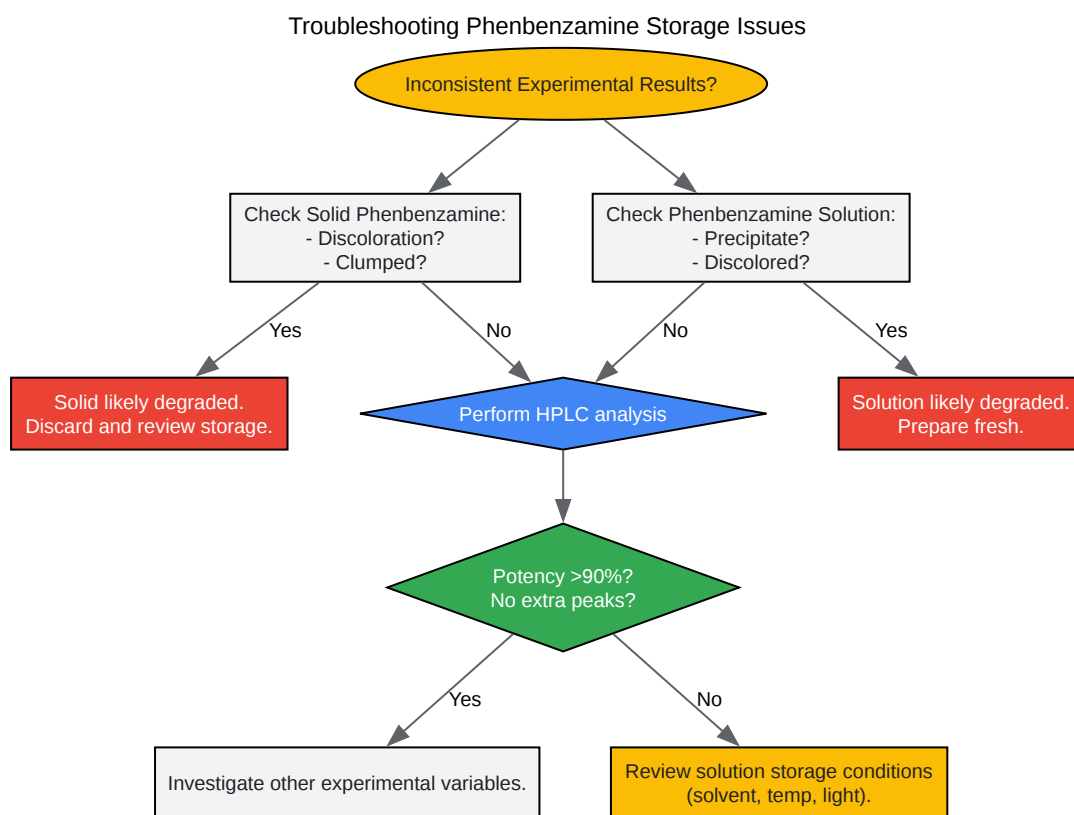 Troubleshooting Phenbenzamine Storage Issues
Inconsistent Experimental Results?
Check Solid Phenbenzamine:
- Discoloration?
- Clumped?
Check Phenbenzamine Solution:
- Precipitate?
- Discolored?
Yes
No
No
Yes
Solid likely degraded.
Discard and review storage.
Perform HPLC analysis
Solution likely degraded.
Prepare fresh.
Potency >90%?
No extra peaks?
Yes
No
Investigate other experimental variables.
Review solution storage conditions
(solvent, temp, light).